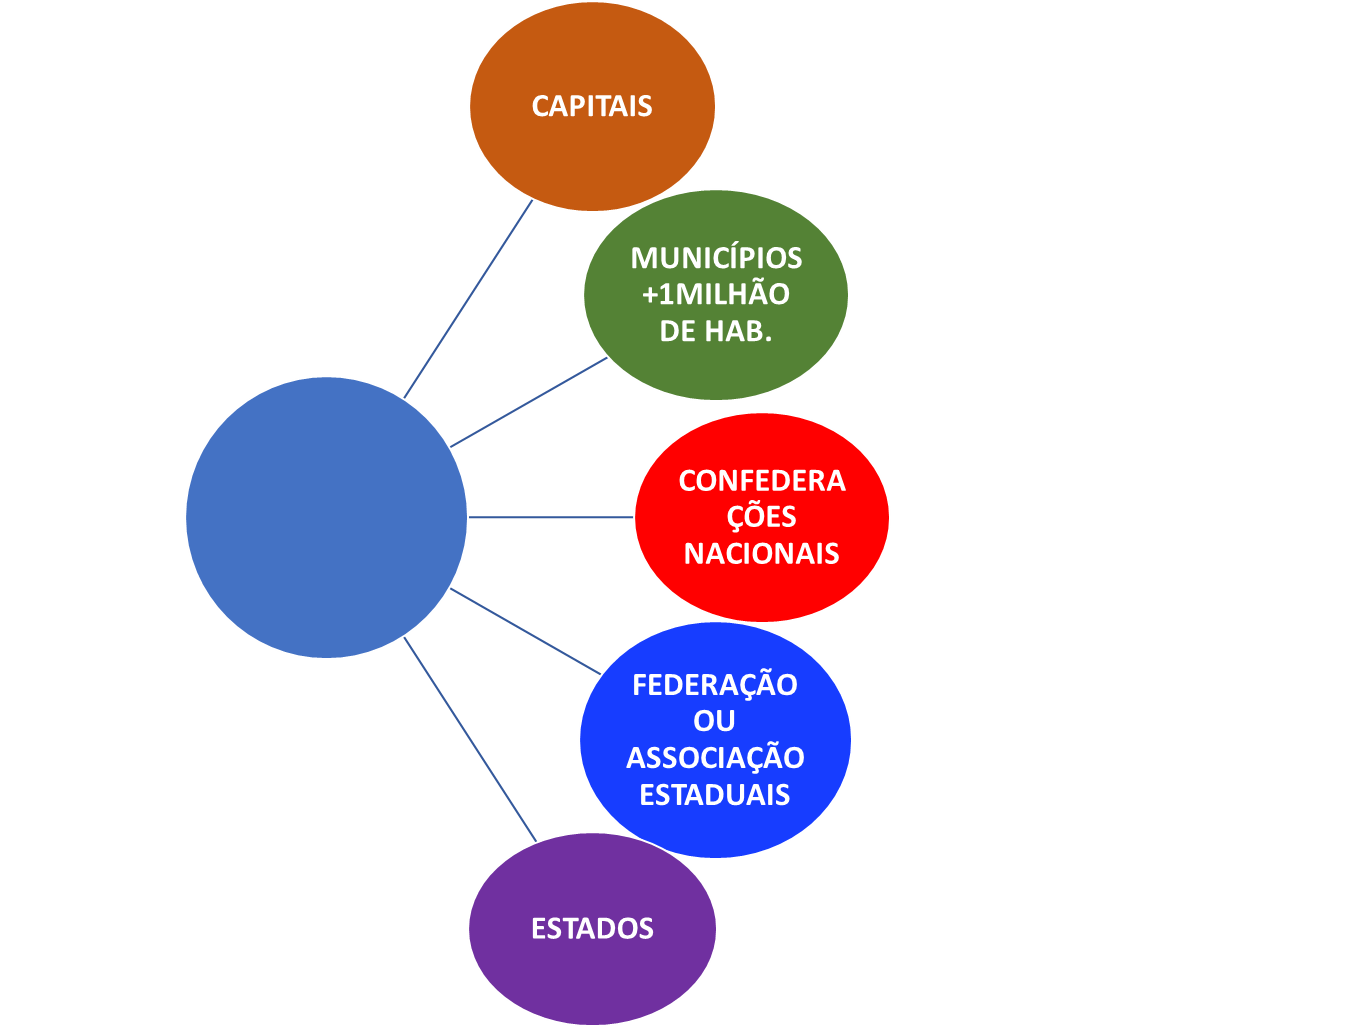 CAPITAIS
MUNICÍPIOS
+1MILHÃO
DE HAB.
CONFEDERA
ÇÕES
NACIONAIS
FEDERAÇÃO
OU
ASSOCIAÇÃO
ESTADUAIS
ESTADOS